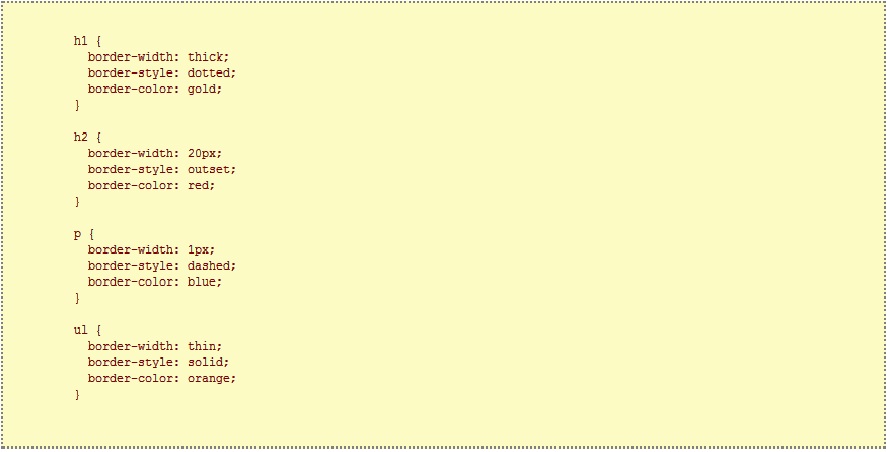 h1 {
border-width: thick;
border-style: dotted;
border-color: gold;
}
h2 {
border-width: 20px;
border-style: outset;
border-color: red;
}
p {
border-width: 1px;
border-style: dashed;
border-color: blue;
}
ul {
border-width: thin;
border-style: solid;
border-color: orange;
}